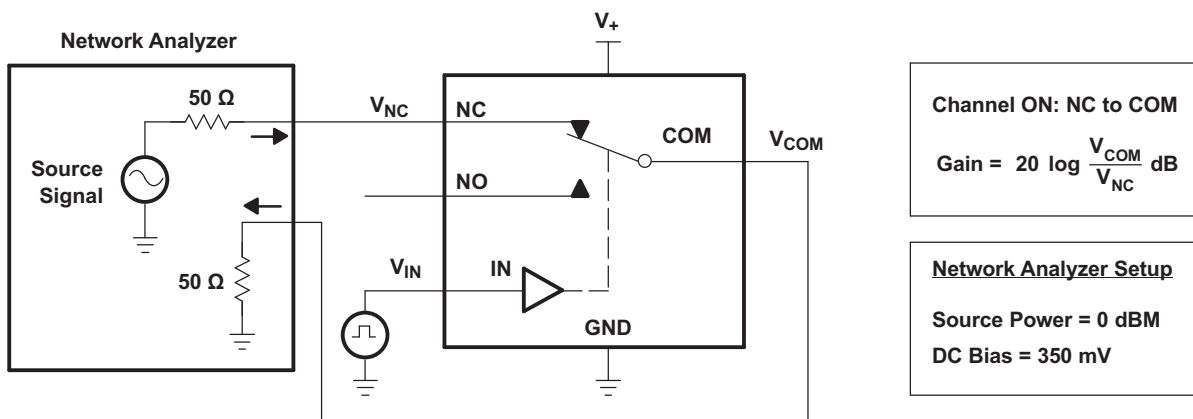 Network Analyzer
50 Ω
Source
Signal
50 Ω
V+
VNC
NC
COM
VCOM
NO
VIN
IN
GND
Channel ON: NC to COM
Gain = 20 log VCOM/VNC dB
Network Analyzer Setup
Source Power = 0 dBM
DC Bias = 350 mV